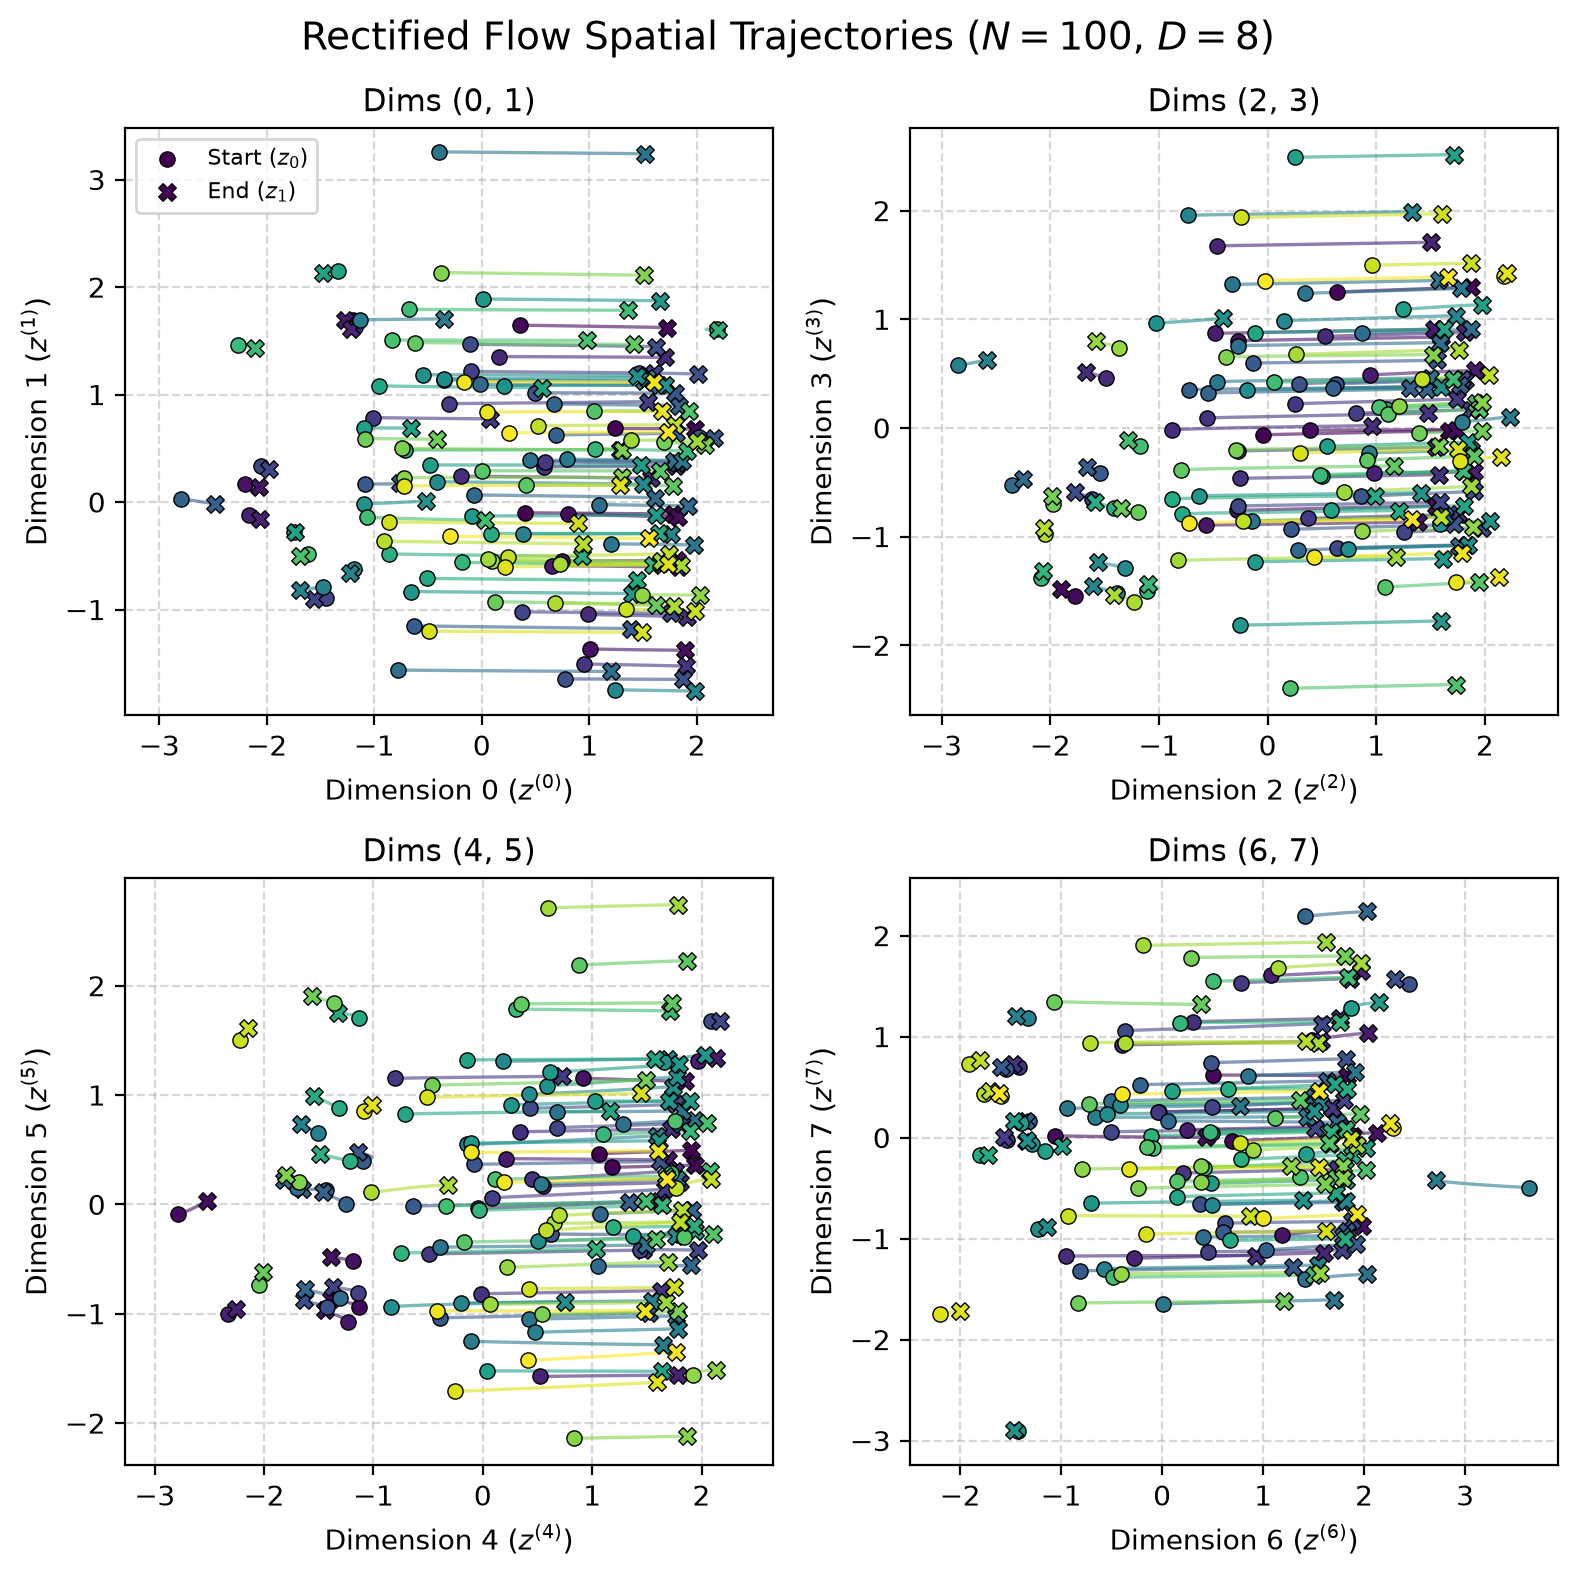 Rectified Flow Spatial Trajectories (N = 100, D = 8)
Dims (0, 1)
Start (z₀)
End (z₁)
3
2
1
0
−1
Dimension 1 (z⁽¹⁾)
−3 −2 −1 0 1 2
Dimension 0 (z⁽⁰⁾)
Dims (2, 3)
2
1
0
−1
−2
Dimension 3 (z⁽³⁾)
−3 −2 −1 0 1 2
Dimension 2 (z⁽²⁾)
Dims (4, 5)
2
1
0
−1
−2
Dimension 5 (z⁽⁵⁾)
−3 −2 −1 0 1 2
Dimension 4 (z⁽⁴⁾)
Dims (6, 7)
2
1
0
−1
−2
−3
Dimension 7 (z⁽⁷⁾)
−2 −1 0 1 2 3
Dimension 6 (z⁽⁶⁾)